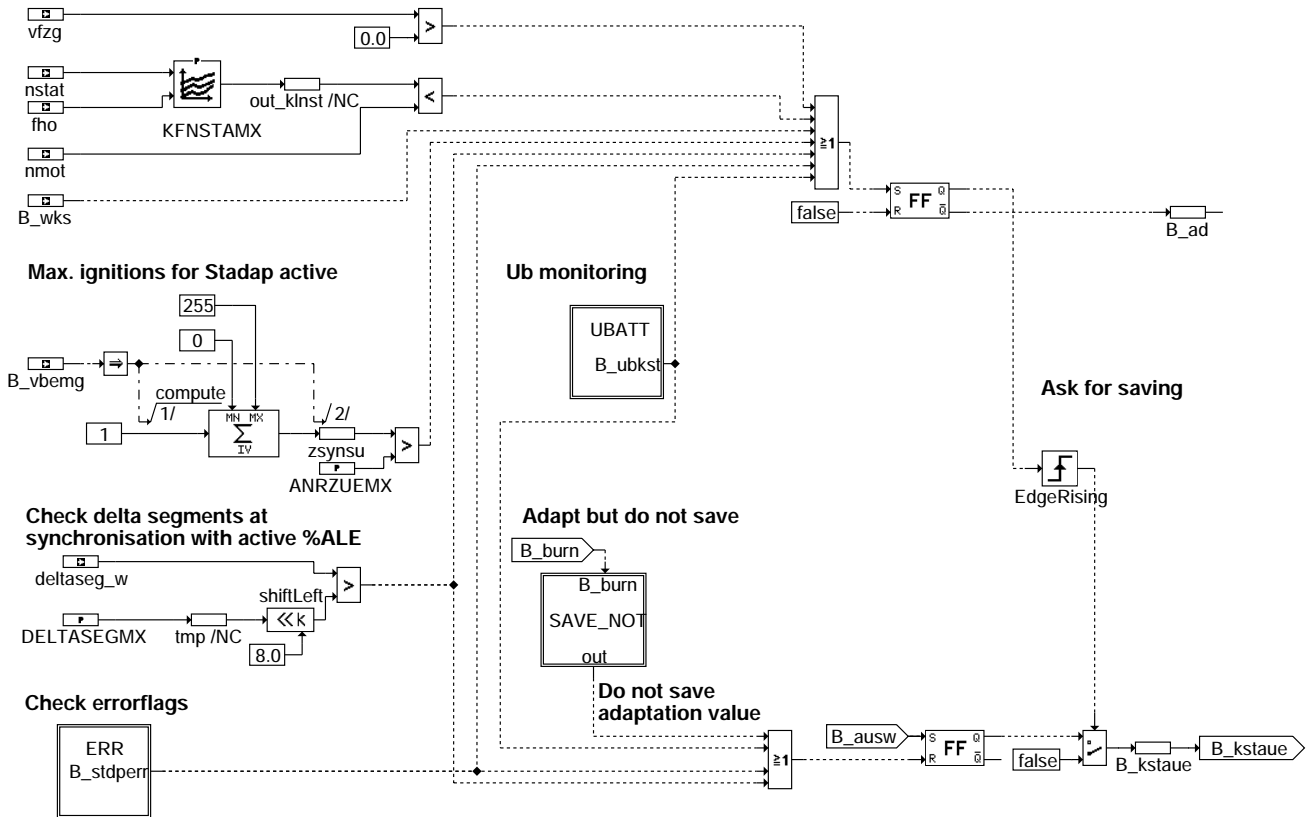 vfzg
0.0
>
nstat
fho
P
KFNSTAMX
out_klnst /NC
<
nmot
B_wks
≧1
false
S Q
FF
R Q̅
B_ad
Max. ignitions for Stadap active
255
0
B_vbemg
⇒
compute
1/
/2/
1
MN MX
Σ
IV
zsynsu
>
P
ANRZUEMX
Ub monitoring
UBATT
B_ubkst
Ask for saving
EdgeRising
Check delta segments at
synchronisation with active %ALE
deltaseg_w
>
P
DELTASEGMX
tmp /NC
shiftLeft
<<k
8.0
Adapt but do not save
B_burn
B_burn
SAVE_NOT
out
Do not save
adaptation value
Check errorflags
ERR
B_stdperr
≧1
B_ausw
S Q
FF
R Q̅
false
B_kstaue
B_kstaue